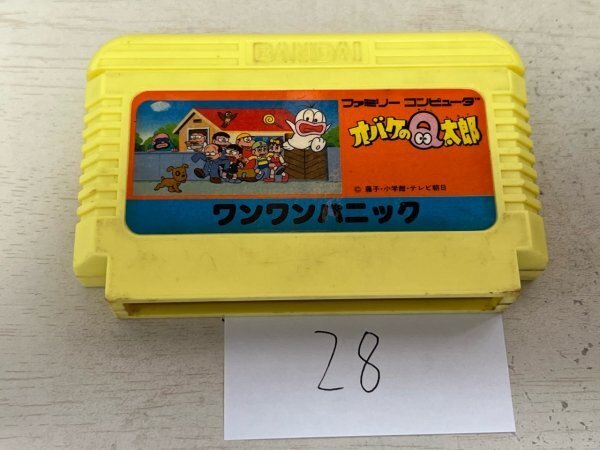 BANDAI
ファミリー コンピュータ
オバケのQ太郎
© 藤子・小学館・テレビ朝日
ワンワンパニック
28